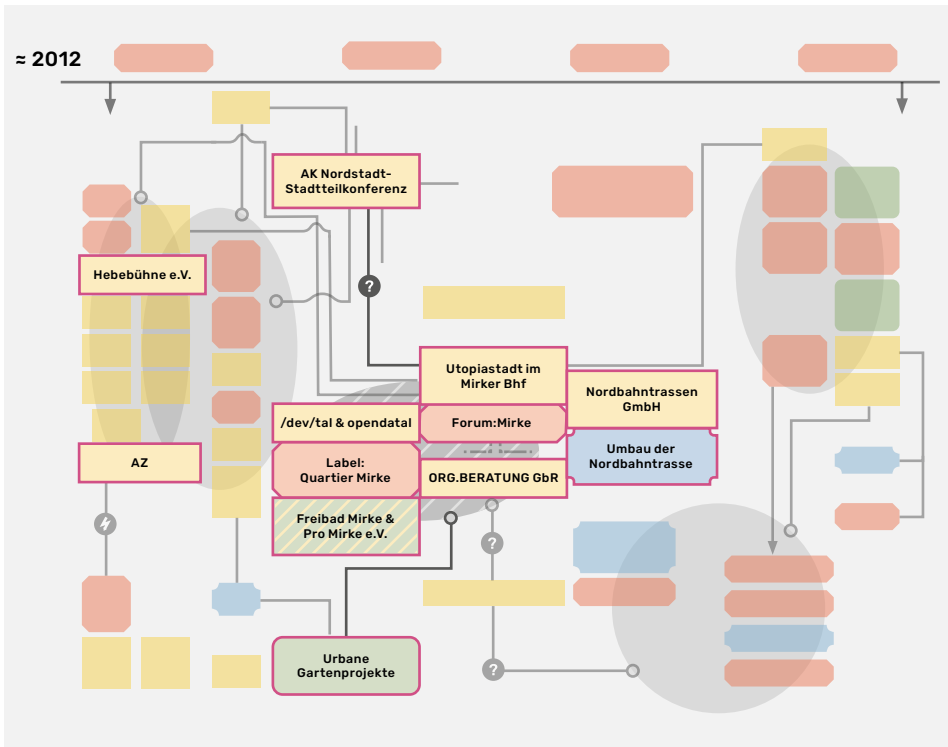 ≈ 2012
AK Nordstadt-
Stadtteilkonferenz
Hebebühne e.V.
?
Utopiastadt im
Mirker Bhf
Nordbahntrassen
GmbH
/dev/tal & opendatal
Forum:Mirke
Umbau der
Nordbahntrasse
AZ
Label:
Quartier Mirke
ORG.BERATUNG GbR
Freibad Mirke &
Pro Mirke e.V.
?
?
Urbane
Gartenprojekte